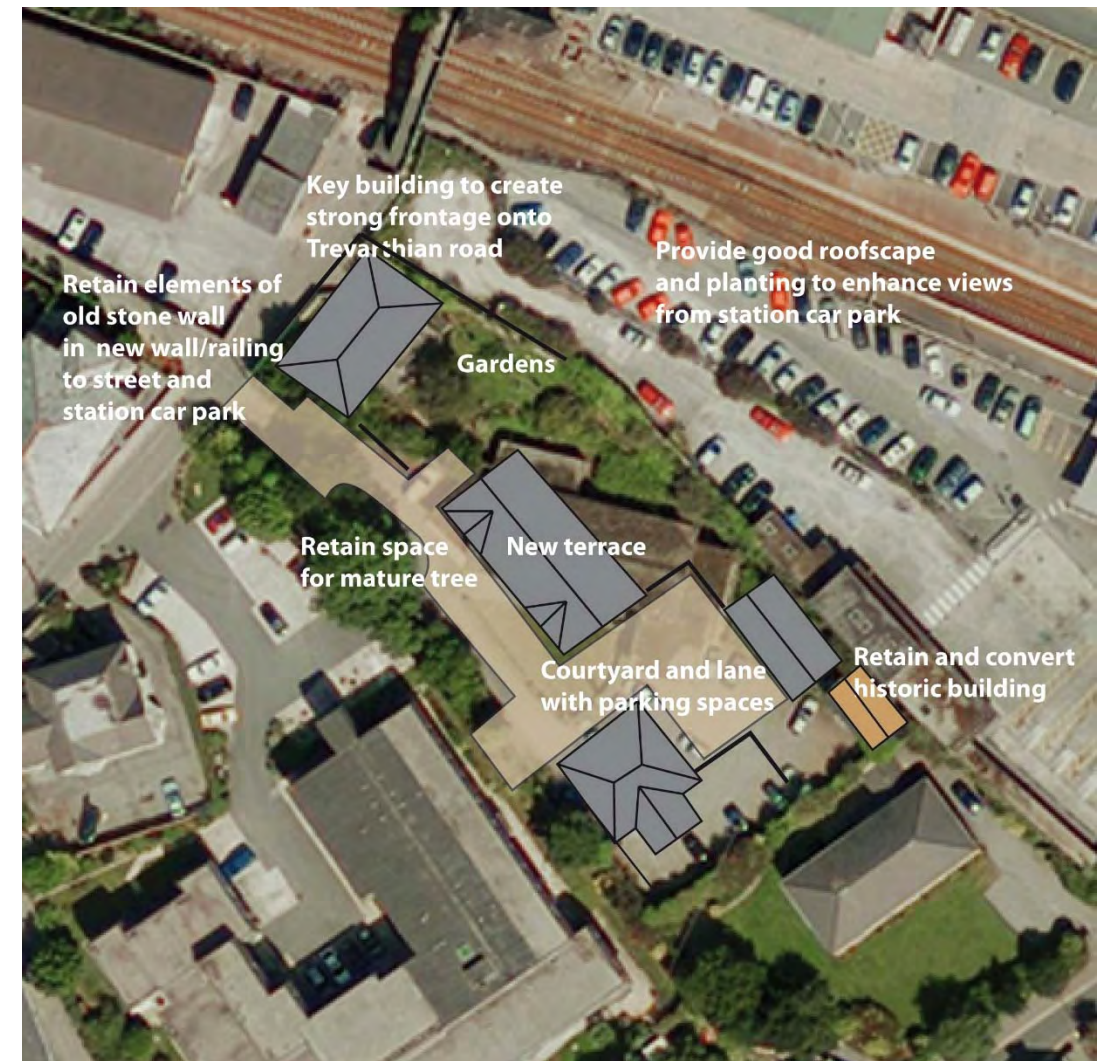 Key building to create
strong frontage onto
Trevarthian road
Provide good roofscape
and planting to enhance views
from station car park
Retain elements of
old stone wall
in new wall/railing
to street and
station car park
Gardens
Retain space
for mature tree
New terrace
Courtyard and lane
with parking spaces
Retain and convert
historic building